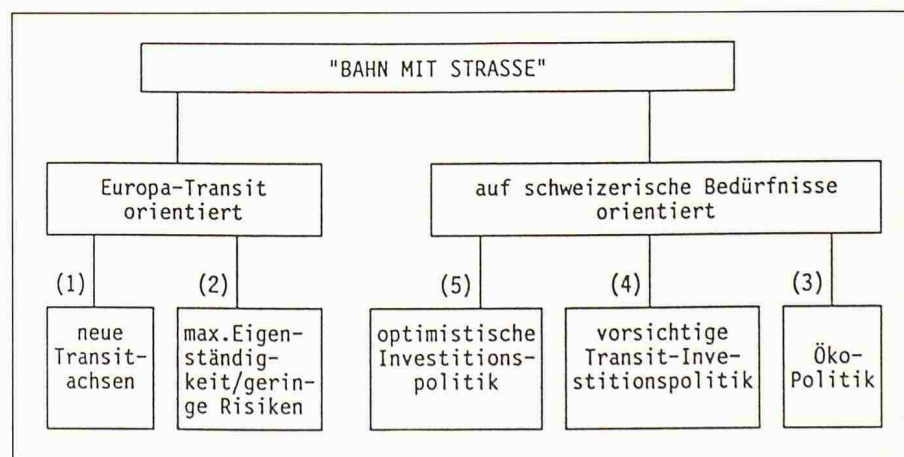 "BAHN MIT STRASSE"
Europa-Transit
orientiert
auf schweizerische Bedürfnisse
orientiert
(1)
neue
Transit-
achsen
(2)
max.Eigen-
ständig-
keit/gerin-
ge Risiken
(5)
optimistische
Investitions-
politik
(4)
vorsichtige
Transit-Inve-
stitionspolitik
(3)
Öko-
Politik